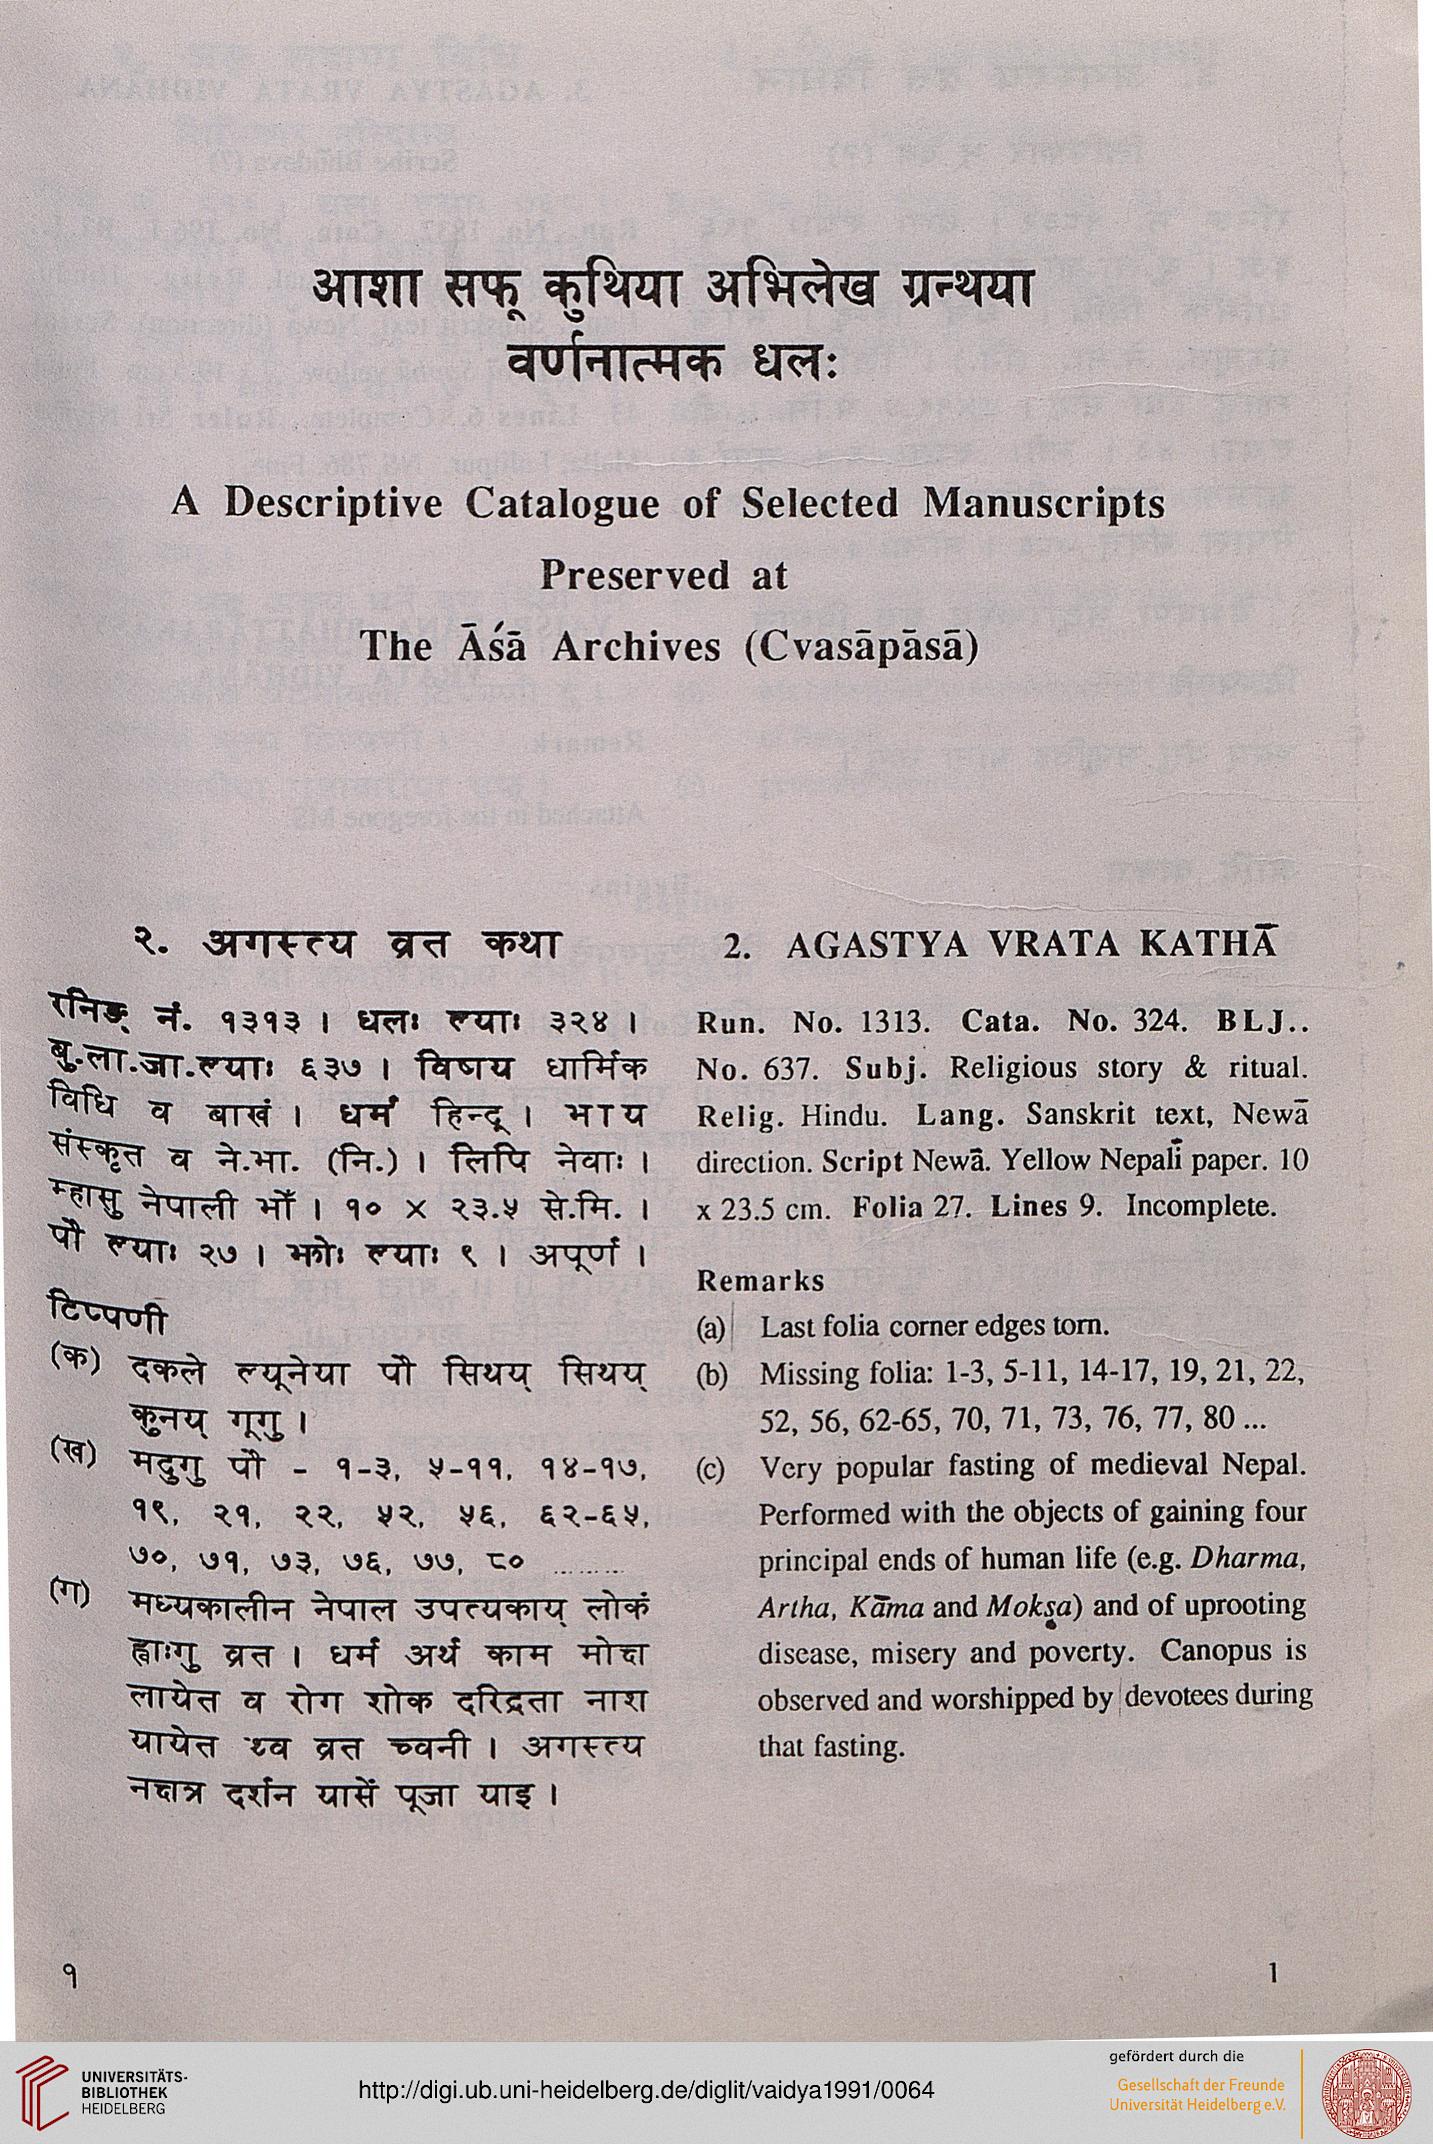 आशा सफू कुथिया अभिलेख ग्रन्थया
वर्णनात्मक धलः
A Descriptive Catalogue of Selected Manuscripts
Preserved at
The Āśā Archives (Cvasāpāsā)
२. अगस्त्य व्रत कथा
रनिङ् नं. १३१३ । धलः ल्याः ३२४ ।
बु.ला.जा.ल्याः ६३७ । विषय धार्मिक
विधि व बाखं । धर्म हिन्दू । भाय
संस्कृत व ने.भा. (नि.) । लिपि नेवाः ।
म्हासु नेपाली भोँ । १० × २३.५ से.मि. ।
पौ ल्याः २७ । झोः ल्याः ९ । अपूर्ण ।
टिप्पणी
(क) दकले ल्यूनेया पौ सिथय् सिथय्
कुनय् गूगु ।
(ख) मदुगु पौ - १-३, ५-११, १४-१७,
१९, २१, २२, ५२, ५६, ६२-६५,
७०, ७१, ७३, ७६, ७७, ८० ........
(ग) मध्यकालीन नेपाल उपत्यकाय् लोकं
ह्वाःगु व्रत । धर्म अर्थ काम मोक्ष
लायेत व रोग शोक दरिद्रता नाश
यायेत थ्व व्रत च्वनी । अगस्त्य
नक्षत्र दर्शन यासें पूजा याइ ।
2. AGASTYA VRATA KATHĀ
Run. No. 1313. Cata. No. 324. BLJ..
No. 637. Subj. Religious story & ritual.
Relig. Hindu. Lang. Sanskrit text, Newā
direction. Script Newā. Yellow Nepalī paper. 10
x 23.5 cm. Folia 27. Lines 9. Incomplete.
Remarks
(a) Last folia corner edges torn.
(b) Missing folia: 1-3, 5-11, 14-17, 19, 21, 22,
52, 56, 62-65, 70, 71, 73, 76, 77, 80 ...
(c) Very popular fasting of medieval Nepal.
Performed with the objects of gaining four
principal ends of human life (e.g. Dharma,
Artha, Kāma and Mokṣa) and of uprooting
disease, misery and poverty. Canopus is
observed and worshipped by devotees during
that fasting.
१
1
UNIVERSITÄTS-
BIBLIOTHEK
HEIDELBERG
http://digi.ub.uni-heidelberg.de/diglit/vaidya1991/0064
gefördert durch die
Gesellschaft der Freunde
Universität Heidelberg e.V.